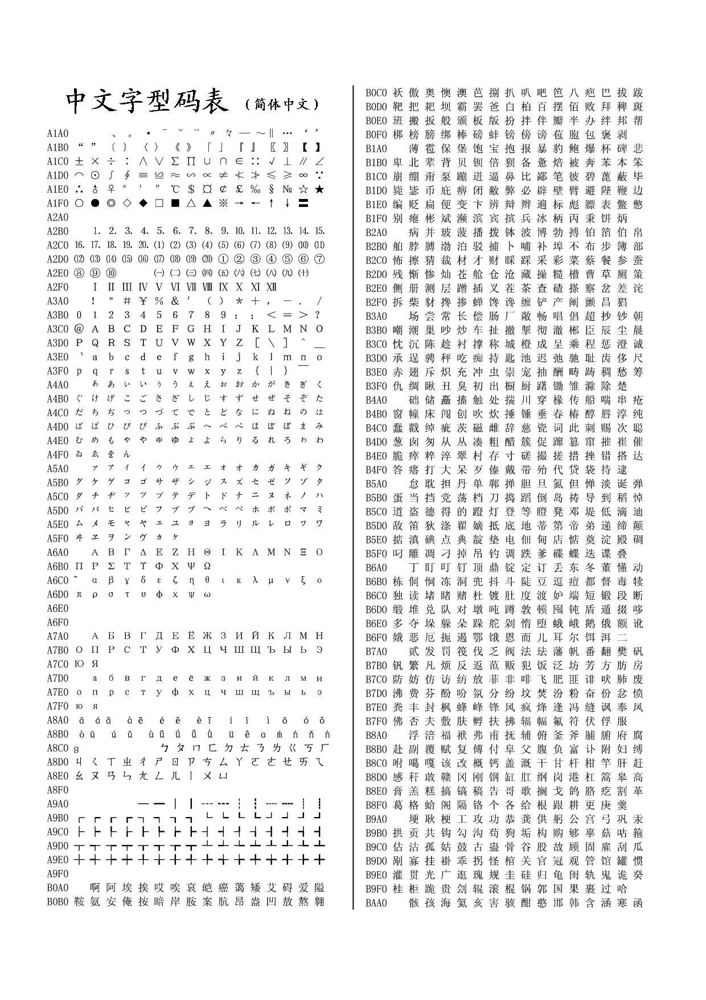 中文字型码表 (简体中文)
A1A0 、 。 · ˉ ˇ ¨ 〃 々 — ～ ‖ … ‘ ’
A1B0 “ ” 〔 〕 〈 〉 《 》 「 」 『 』 〖 〗 【 】
A1C0 ± × ÷ ∶ ∧ ∨ ∑ ∏ ∪ ∩ ∈ ∷ √ ⊥ ∥ ∠
A1D0 ⌒ ⊙ ∫ ∮ ≡ ≌ ≈ ∽ ∝ ≠ ≮ ≯ ≤ ≥ ∞ ∵
A1E0 ∴ ♂ ♀ ° ′ ″ ℃ $ ¤ ￠ ￡ ‰ § № ☆ ★
A1F0 ○ ● ◎ ◇ ◆ □ ■ △ ▲ ※ → ← ↑ ↓ 〓
A2A0
A2B0 ⒈ ⒉ ⒊ ⒋ ⒌ ⒍ ⒎ ⒏ ⒐ ⒑ ⒒ ⒓ ⒔ ⒕ ⒖
A2C0 ⒗ ⒘ ⒙ ⒚ ⒛ ⑴ ⑵ ⑶ ⑷ ⑸ ⑹ ⑺ ⑻ ⑼ ⑽ ⑾
A2D0 ⑿ ⒀ ⒁ ⒂ ⒃ ⒄ ⒅ ⒆ ⒇ ① ② ③ ④ ⑤ ⑥ ⑦
A2E0 ⑧ ⑨ ⑩ ㈠ ㈡ ㈢ ㈣ ㈤ ㈥ ㈦ ㈧ ㈨ ㈩
A2F0 Ⅰ Ⅱ Ⅲ Ⅳ Ⅴ Ⅵ Ⅶ Ⅷ Ⅸ Ⅹ Ⅺ Ⅻ
A3A0 ! " # ￥ % & ' ( ) * + , - . /
A3B0 0 1 2 3 4 5 6 7 8 9 : ; < = > ?
A3C0 @ A B C D E F G H I J K L M N O
A3D0 P Q R S T U V W X Y Z [ \ ] ^ _
A3E0 ` a b c d e f g h i j k l m n o
A3F0 p q r s t u v w x y z { | } ￣
A4A0 ぁ あ ぃ い ぅ う ぇ え ぉ お か が き ぎ く
A4B0 ぐ け げ こ ご さ ざ し じ す ず せ ぜ そ ぞ た
A4C0 だ ち ぢ っ つ づ て で と ど な に ぬ ね の は
A4D0 ば ぱ ひ び ぴ ふ ぶ ぷ へ べ ぺ ほ ぼ ぽ ま み
A4E0 む め も ゃ や ゅ ゆ ょ よ ら り る れ ろ ゎ わ
A4F0 ゐ ゑ を ん
A5A0 ァ ア ィ イ ゥ ウ ェ エ ォ オ カ ガ キ ギ ク
A5B0 グ ケ ゲ コ ゴ サ ザ シ ジ ス ズ セ ゼ ソ ゾ タ
A5C0 ダ チ ヂ ッ ツ ヅ テ デ ト ド ナ ニ ヌ ネ ノ ハ
A5D0 バ パ ヒ ビ ピ フ ブ プ ヘ ベ ペ ホ ボ ポ マ ミ
A5E0 ム メ モ ャ ヤ ュ ユ ョ ヨ ラ リ ル レ ロ ヮ ワ
A5F0 ヰ ヱ ヲ ン ヴ ヵ ヶ
A6A0 Α Β Γ Δ Ε Ζ Η Θ Ι Κ Λ Μ Ν Ξ Ο
A6B0 Π Ρ Σ Τ Υ Φ Χ Ψ Ω
A6C0 ~ α β γ δ ε ζ η θ ι κ λ μ ν ξ ο
A6D0 π ρ σ τ υ φ χ ψ ω
A6E0
A6F0
A7A0 А Б В Г Д Е Ё Ж З И Й К Л М Н
A7B0 О П Р С Т У Ф Х Ц Ч Ш Щ Ъ Ы Ь Э
A7C0 Ю Я
A7D0 а б в г д е ё ж з и й к л м н
A7E0 о п р с т у ф х ц ч ш щ ъ ы ь э
A7F0 ю я
A8A0 ā á ǎ à ē é ě è ī í ǐ ì ō ó ǒ
A8B0 ò ū ú ǔ ù ǖ ǘ ǚ ǜ ü ê ɑ ḿ ń ň ǹ
A8C0 ɡ ㄅ ㄆ ㄇ ㄈ ㄉ ㄊ ㄋ ㄌ ㄍ ㄎ ㄏ
A8D0 ㄐ ㄑ ㄒ ㄓ ㄔ ㄕ ㄖ ㄗ ㄘ ㄙ ㄚ ㄛ ㄜ ㄝ ㄞ ㄟ
A8E0 ㄠ ㄡ ㄢ ㄣ ㄤ ㄥ ㄦ ㄧ ㄨ ㄩ
A8F0
A9A0 ─ ━ │ ┃ ┄ ┅ ┆ ┇ ┈ ┉ ┊ ┋
A9B0 ┌ ┍ ┎ ┏ ┐ ┑ ┒ ┓ └ ┕ ┖ ┗ ┘ ┙ ┚ ┛
A9C0 ├ ┝ ┞ ┟ ┠ ┡ ┢ ┣ ┤ ┥ ┦ ┧ ┨ ┩ ┪ ┫
A9D0 ┬ ┭ ┮ ┯ ┰ ┱ ┲ ┳ ┴ ┵ ┶ ┷ ┸ ┹ ┺ ┻
A9E0 ┼ ┽ ┾ ┿ ╀ ╁ ╂ ╃ ╄ ╅ ╆ ╇ ╈ ╉ ╊ ╋
A9F0
B0A0 啊 阿 埃 挨 哎 唉 哀 皑 癌 蔼 矮 艾 碍 爱 隘
B0B0 鞍 氨 安 俺 按 暗 岸 胺 案 肮 昂 盎 凹 敖 熬 翱
B0C0 袄 傲 奥 懊 澳 芭 捌 扒 叭 吧 笆 八 疤 巴 拔 跋
B0D0 靶 把 耙 坝 霸 罢 爸 白 柏 百 摆 佰 败 拜 稗 斑
B0E0 班 搬 扳 般 颁 板 版 扮 拌 伴 瓣 半 办 绊 邦 帮
B0F0 梆 榜 膀 绑 棒 磅 蚌 镑 傍 谤 苞 胞 包 褒 剥
B1A0 薄 雹 保 堡 饱 宝 抱 报 暴 豹 鲍 爆 杯 碑 悲
B1B0 卑 北 辈 背 贝 钡 倍 狈 备 惫 焙 被 奔 苯 本 笨
B1C0 崩 绷 甭 泵 蹦 迸 逼 鼻 比 鄙 笔 彼 碧 蓖 蔽 毕
B1D0 毙 毖 币 庇 痹 闭 敝 弊 必 辟 壁 臂 避 陛 鞭 边
B1E0 编 贬 扁 便 变 卞 辨 辩 辫 遍 标 彪 膘 表 鳖 憋
B1F0 别 瘪 彬 斌 濒 滨 宾 摈 兵 冰 柄 丙 秉 饼 炳
B2A0 病 并 玻 菠 播 拨 钵 波 博 勃 搏 铂 箔 伯 帛
B2B0 舶 脖 膊 渤 泊 驳 捕 卜 哺 补 埠 不 布 步 簿 部
B2C0 怖 擦 猜 裁 材 才 财 睬 踩 采 彩 菜 蔡 餐 参 蚕
B2D0 残 惭 惨 灿 苍 舱 仓 沧 藏 操 糙 槽 曹 草 厕 策
B2E0 侧 册 测 层 蹭 插 叉 茬 茶 查 碴 搽 察 岔 差 诧
B2F0 拆 柴 豺 搀 掺 蝉 馋 谗 缠 铲 产 阐 颤 昌 猖
B3A0 场 尝 常 长 偿 肠 厂 敞 畅 唱 倡 超 抄 钞 朝
B3B0 嘲 潮 巢 吵 炒 车 扯 撤 掣 彻 澈 郴 臣 辰 尘 晨
B3C0 忱 沉 陈 趁 衬 撑 称 城 橙 成 呈 乘 程 惩 澄 诚
B3D0 承 逞 骋 秤 吃 痴 持 匙 池 迟 弛 驰 耻 齿 侈 尺
B3E0 赤 翅 斥 炽 充 冲 虫 崇 宠 抽 酬 畴 踌 稠 愁 筹
B3F0 仇 绸 瞅 丑 臭 初 出 橱 厨 躇 锄 雏 滁 除 楚
B4A0 础 储 矗 搐 触 处 揣 川 穿 椽 传 船 喘 串 疮
B4B0 窗 幢 床 闯 创 吹 炊 捶 锤 垂 春 椿 醇 唇 淳 纯
B4C0 蠢 戳 绰 疵 茨 磁 雌 辞 慈 瓷 词 此 刺 赐 次 聪
B4D0 葱 囱 匆 从 丛 凑 粗 醋 簇 促 蹿 篡 窜 摧 崔 催
B4E0 脆 瘁 粹 淬 翠 村 存 寸 磋 撮 搓 措 挫 错 搭 达
B4F0 答 瘩 打 大 呆 歹 傣 戴 带 殆 代 贷 袋 待 逮
B5A0 怠 耽 担 丹 单 郸 掸 胆 旦 氮 但 惮 淡 诞 弹
B5B0 蛋 当 挡 党 荡 档 刀 捣 蹈 倒 岛 祷 导 到 稻 悼
B5C0 道 盗 德 得 的 蹬 灯 登 等 瞪 凳 邓 堤 低 滴 迪
B5D0 敌 笛 狄 涤 翟 嫡 抵 底 地 蒂 第 帝 弟 递 缔 颠
B5E0 掂 滇 碘 点 典 靛 垫 电 佃 甸 店 惦 奠 淀 殿 碉
B5F0 叼 雕 凋 刁 掉 吊 钓 调 跌 爹 碟 蝶 迭 谍 叠
B6A0 丁 盯 叮 钉 顶 鼎 锭 定 订 丢 东 冬 董 懂 动
B6B0 栋 侗 恫 冻 洞 兜 抖 斗 陡 豆 逗 痘 都 督 毒 犊
B6C0 独 读 堵 睹 赌 杜 镀 肚 度 渡 妒 端 短 锻 段 断
B6D0 缎 堆 兑 队 对 墩 吨 蹲 敦 顿 囤 钝 盾 遁 掇 哆
B6E0 多 夺 垛 躲 朵 跺 舵 剁 惰 堕 蛾 峨 鹅 俄 额 讹
B6F0 娥 恶 厄 扼 遏 鄂 饿 恩 而 儿 耳 尔 饵 洱 二
B7A0 贰 发 罚 筏 伐 乏 阀 法 珐 藩 帆 番 翻 樊 矾
B7B0 钒 繁 凡 烦 反 返 范 贩 犯 饭 泛 坊 芳 方 肪 房
B7C0 防 妨 仿 访 纺 放 菲 非 啡 飞 肥 匪 诽 吠 肺 废
B7D0 沸 费 芬 酚 吩 氛 分 纷 坟 焚 汾 粉 奋 份 忿 愤
B7E0 粪 丰 封 枫 蜂 峰 锋 风 疯 烽 逢 冯 缝 讽 奉 凤
B7F0 佛 否 夫 敷 肤 孵 扶 拂 辐 幅 氟 符 伏 俘 服
B8A0 浮 涪 福 袱 弗 甫 抚 辅 俯 釜 斧 脯 腑 府 腐
B8B0 赴 副 覆 赋 复 傅 付 阜 父 腹 负 富 讣 附 妇 缚
B8C0 咐 噶 嘎 该 改 概 钙 盖 溉 干 甘 杆 柑 竿 肝 赶
B8D0 感 秆 敢 赣 冈 刚 钢 缸 肛 纲 岗 港 杠 篙 皋 高
B8E0 膏 羔 糕 搞 镐 稿 告 哥 歌 搁 戈 鸽 胳 疙 割 革
B8F0 葛 格 蛤 阁 隔 铬 个 各 给 根 跟 耕 更 庚 羹
B9A0 埂 耿 梗 工 攻 功 恭 龚 供 躬 公 宫 弓 巩 汞
B9B0 拱 贡 共 钩 勾 沟 苟 狗 垢 构 购 够 辜 菇 咕 箍
B9C0 估 沽 孤 姑 鼓 古 蛊 骨 谷 股 故 顾 固 雇 刮 瓜
B9D0 剐 寡 挂 褂 乖 拐 怪 棺 关 官 冠 观 管 馆 罐 惯
B9E0 灌 贯 光 广 逛 瑰 规 圭 硅 归 龟 闺 轨 鬼 诡 癸
B9F0 桂 柜 跪 贵 刽 辊 滚 棍 锅 郭 国 果 裹 过 哈
BAA0 骸 孩 海 氦 亥 害 骇 酣 憨 邯 韩 含 涵 寒 函